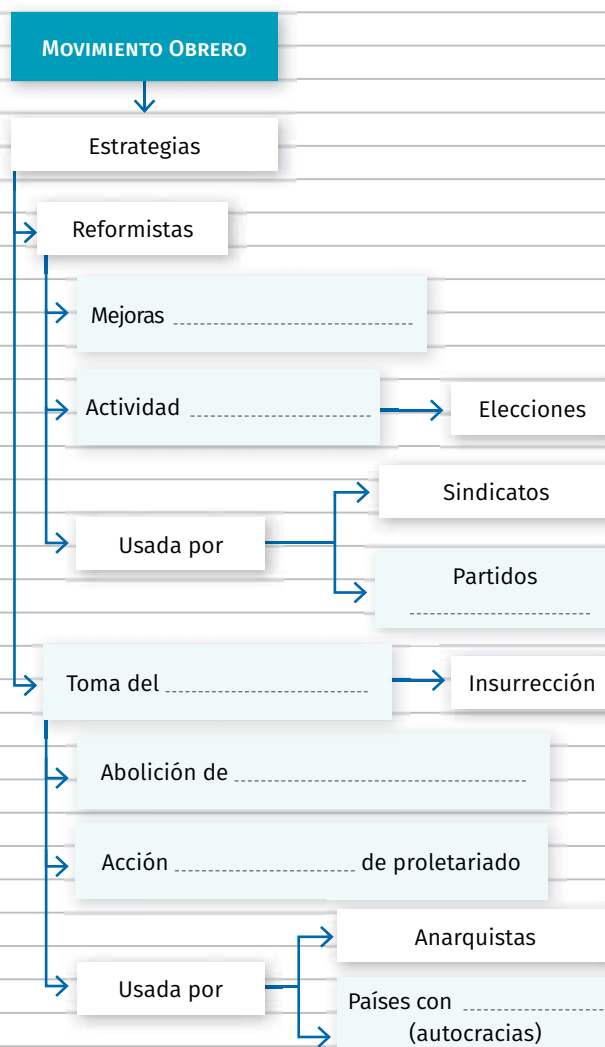 MOVIMIENTO OBRERO
Estrategias
Reformistas
Mejoras
Actividad
Elecciones
Usada por
Sindicatos
Partidos
Toma del
Insurrección
Abolición de
Acción de proletariado
Usada por
Anarquistas
Países con
(autocracias)